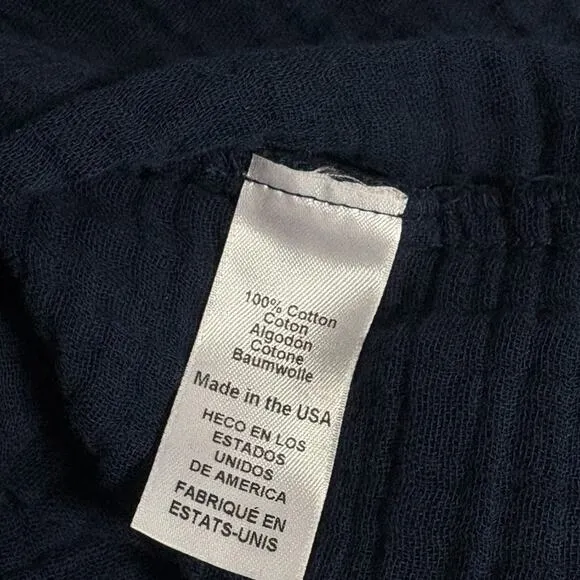 100% Cotton
Coton
Algodón
Cotone
Baumwolle
Made in the USA
HECO EN LOS
ESTADOS
UNIDOS
DE AMERICA
FABRIQUÉ EN
ESTATS-UNIS